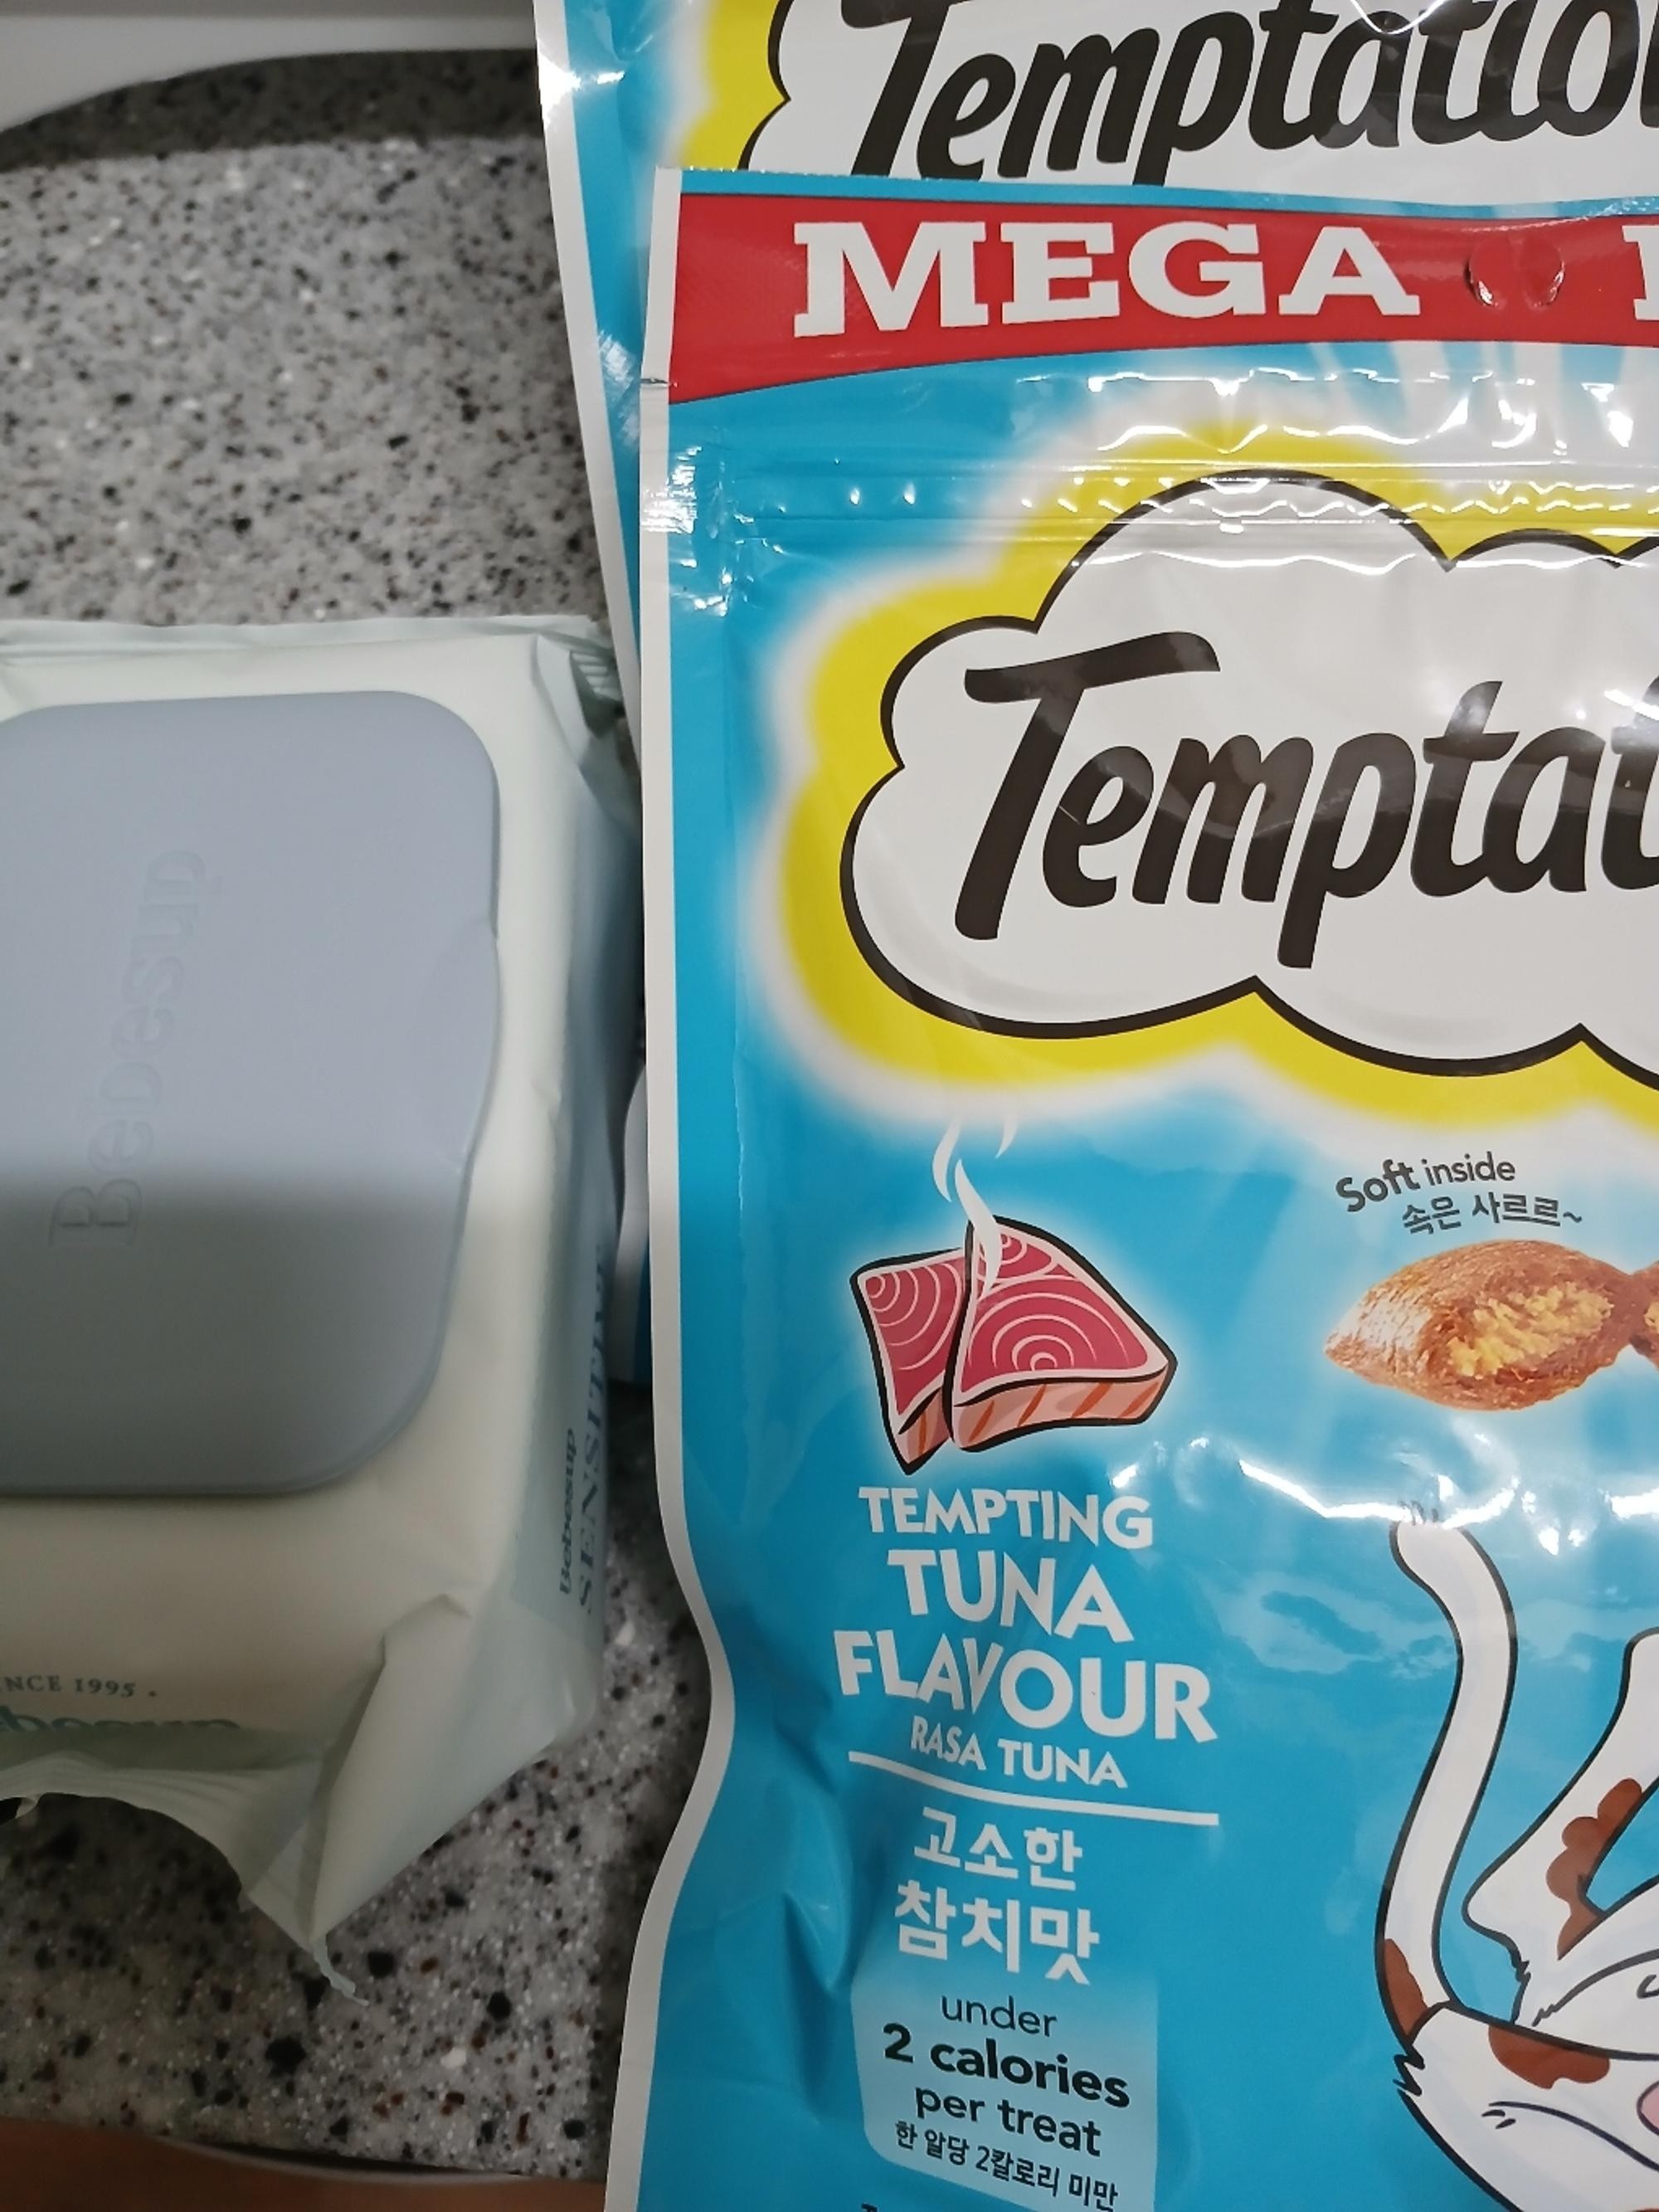 Temptatio
MEGA
Temptat
Soft inside
속은 사르르~
TEMPTING
TUNA
FLAVOUR
RASA TUNA
고소한
참치맛
under
2 calories
per treat
한 알당 2칼로리 미만
Bebesup
Bebesup
NCE 1995 .